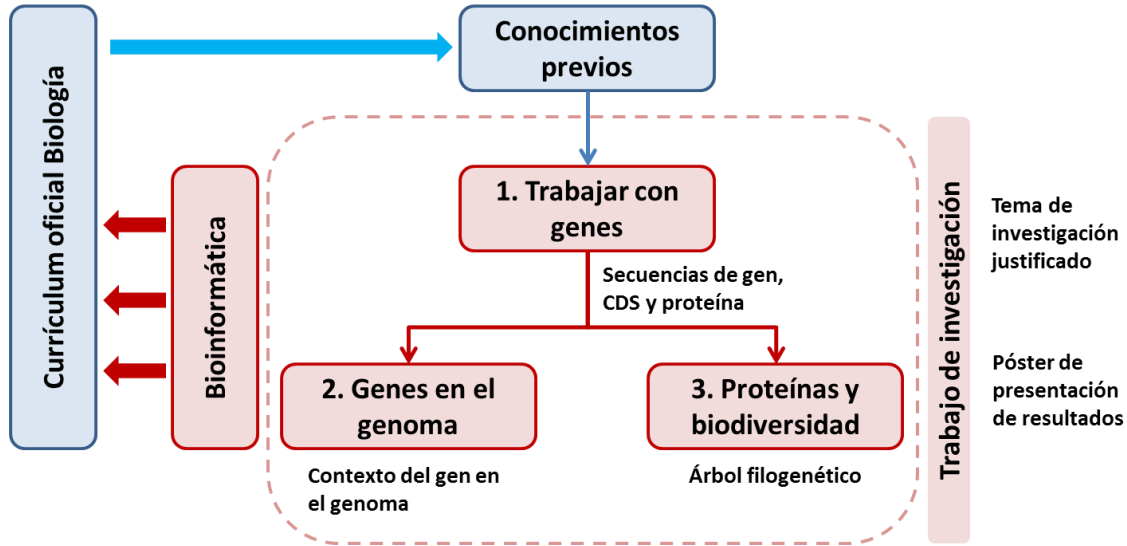 Currículum oficial Biología
Conocimientos
previos
Bioinformática
1. Trabajar con
genes
Secuencias de gen,
CDS y proteína
2. Genes en el
genoma
Contexto del gen en
el genoma
3. Proteínas y
biodiversidad
Árbol filogenético
Trabajo de investigación
Tema de
investigación
justificado
Póster de
presentación
de resultados